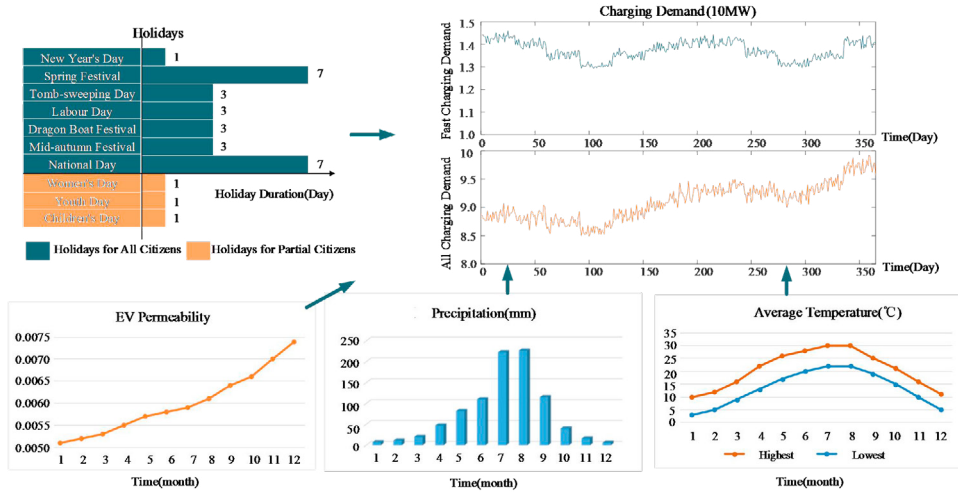 Holidays
New Year's Day 1
Spring Festival 7
Tomb-sweeping Day 3
Labour Day 3
Dragon Boat Festival 3
Mid-autumn Festival 3
National Day 7
Holiday Duration(Day)
Women's Day 1
Youth Day 1
Children's Day 1
Holidays for All Citizens Holidays for Partial Citizens
Charging Demand(10MW)
Fast Charging Demand
1.5
1.4
1.3
1.2
1.1
1.0
0 50 100 150 200 250 300 350
Time(Day)
All Charging Demand
10
9.5
9.0
8.5
8.0
0 50 100 150 200 250 300 350
Time(Day)
EV Permeability
0.0075
0.0070
0.0065
0.0060
0.0055
0.0050
1 2 3 4 5 6 7 8 9 10 11 12
Time(month)
Precipitation(mm)
250
200
150
100
50
0
1 2 3 4 5 6 7 8 9 10 11 12
Time(month)
Average Temperature(℃)
35
30
25
20
15
10
5
0
1 2 3 4 5 6 7 8 9 10 11 12
Highest Lowest
Time(month)